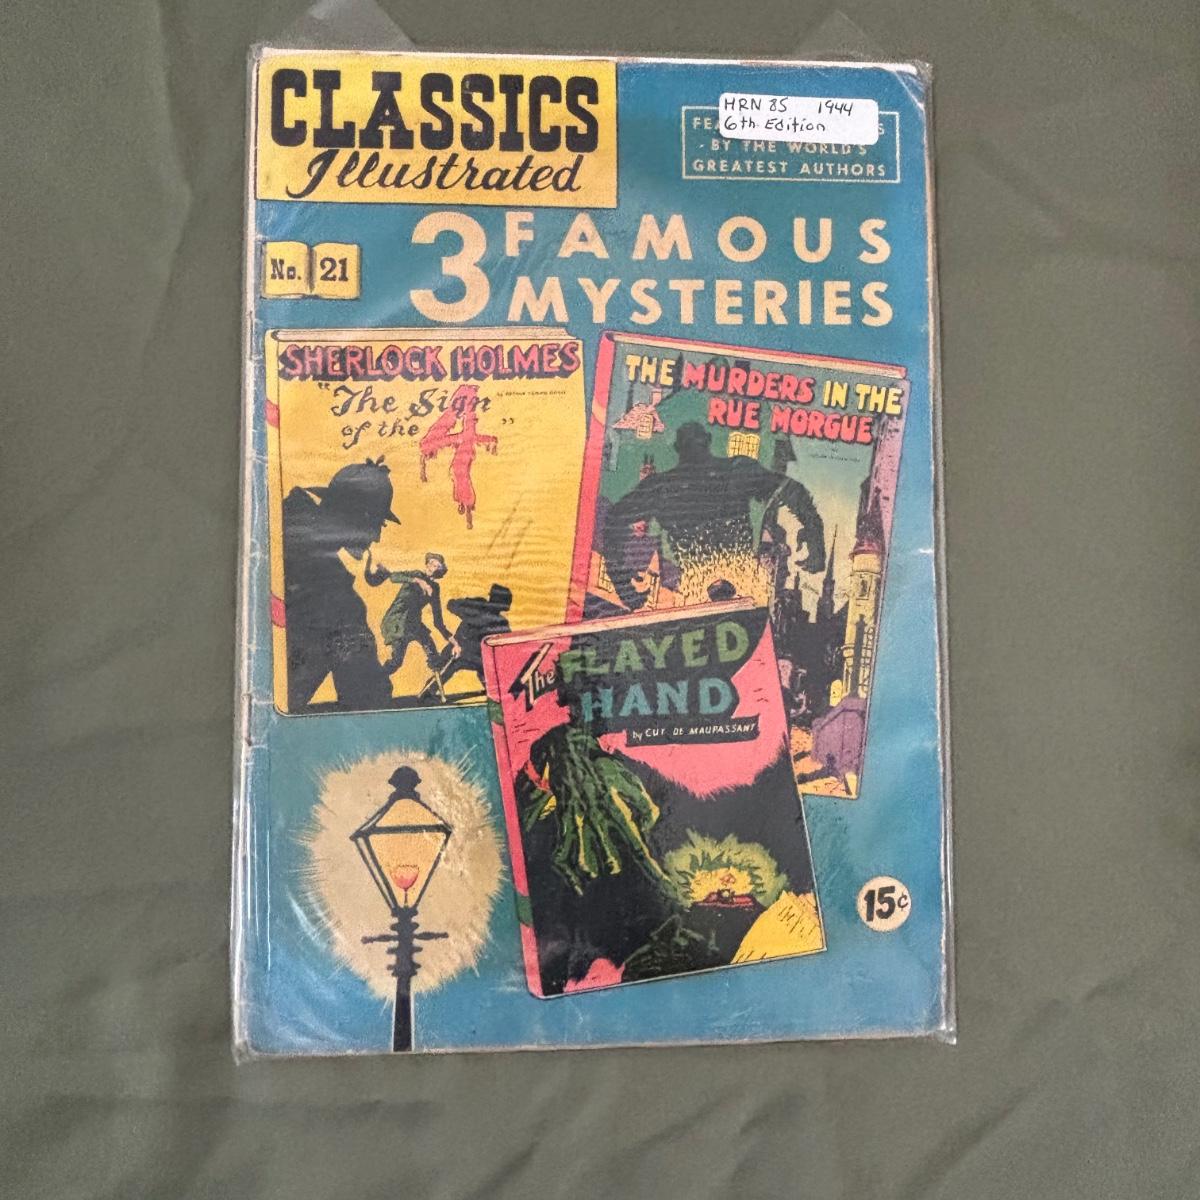 CLASSICS
Illustrated
HRN 85 1944
6th Edition
- BY THE WORLD'S
GREATEST AUTHORS
No. 21
3 FAMOUS
MYSTERIES
SHERLOCK HOLMES
"The Sign
of the 4"
THE MURDERS IN THE
RUE MORGUE
The FLAYED
HAND
by GUY DE MAUPASSANT
15¢